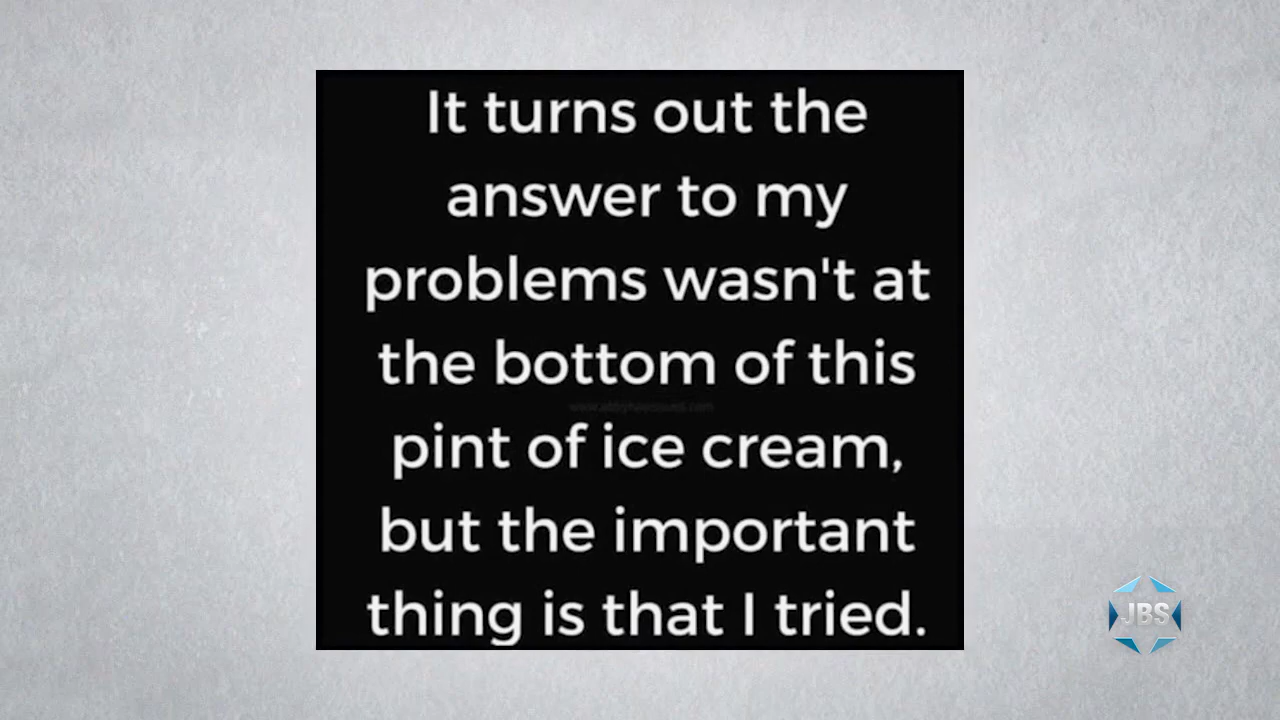 It turns out the
answer to my
problems wasn't at
the bottom of this
pint of ice cream,
but the important
thing is that I tried.
JBS